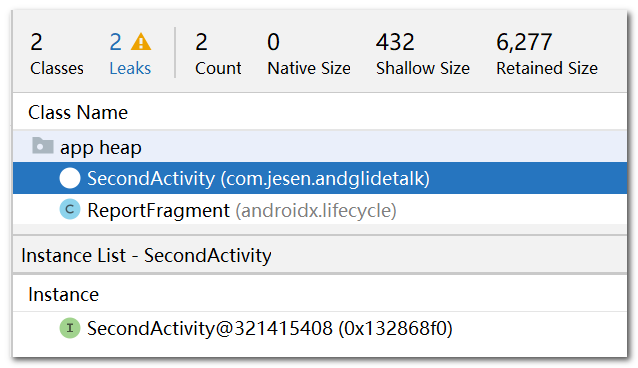 2 2 2 0 432 6,277
Classes Leaks Count Native Size Shallow Size Retained Size
Class Name
app heap
SecondActivity (com.jesen.andglidetalk)
C ReportFragment (androidx.lifecycle)
Instance List - SecondActivity
Instance
I SecondActivity@321415408 (0x132868f0)